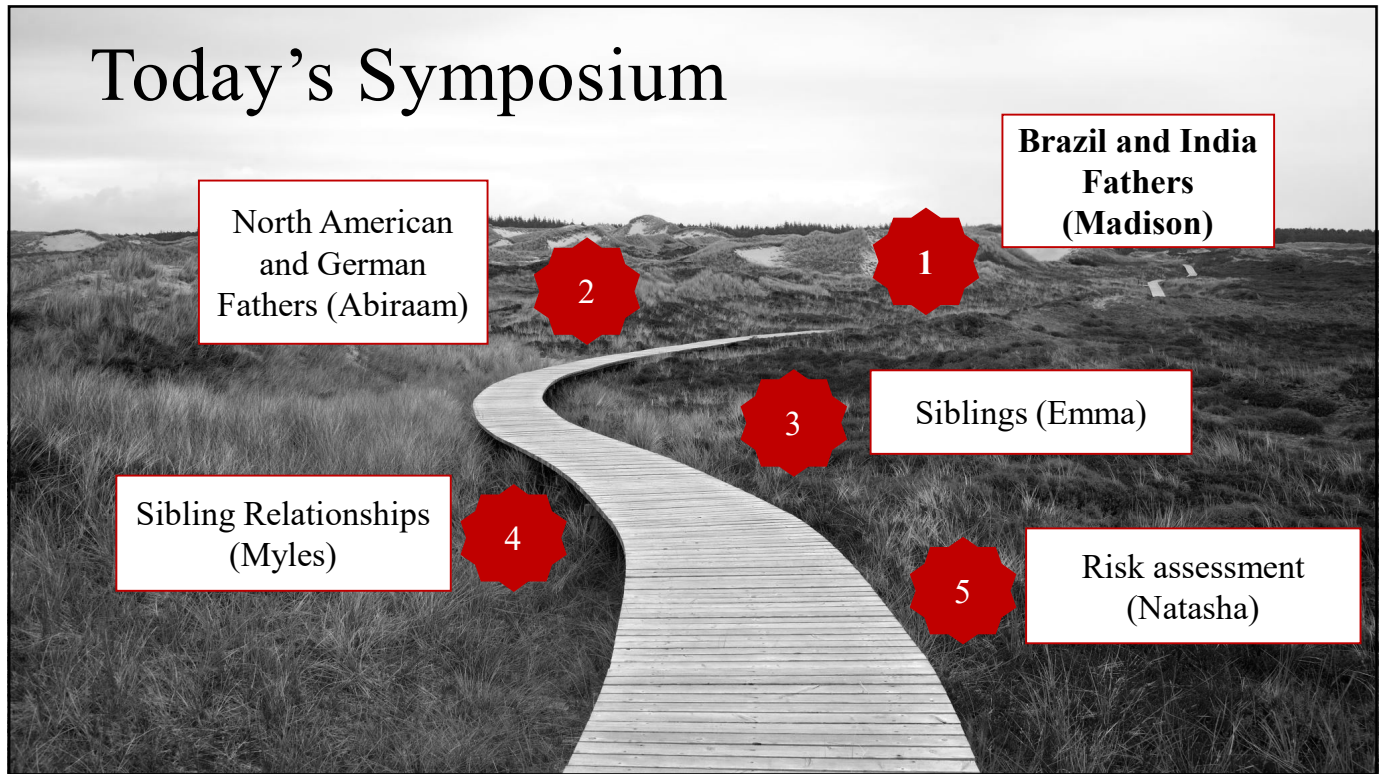 Today’s Symposium
Brazil and India
Fathers
(Madison)
1
North American
and German
Fathers (Abiraam)
2
3
Siblings (Emma)
Sibling Relationships
(Myles)
4
5
Risk assessment
(Natasha)